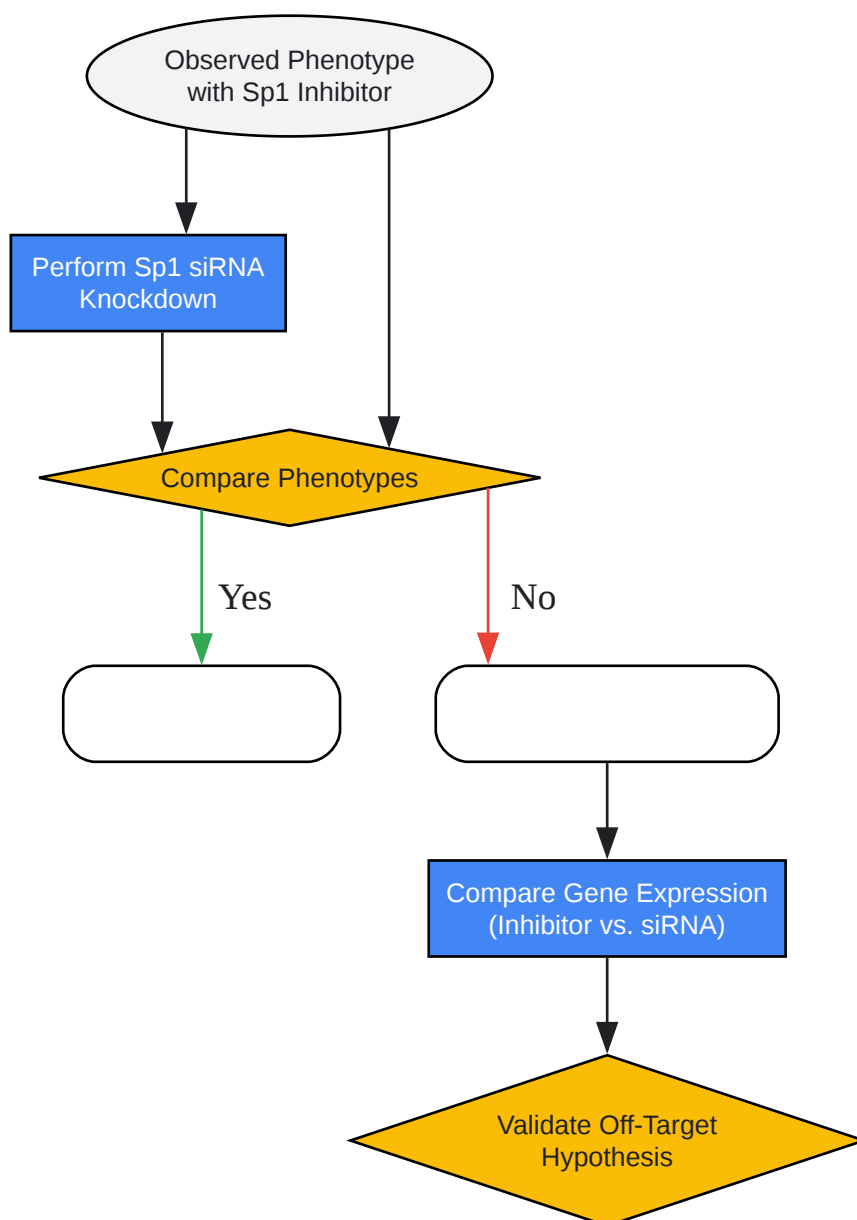 Observed Phenotype
with Sp1 Inhibitor
Perform Sp1 siRNA
Knockdown
Compare Phenotypes
Yes
No
Compare Gene Expression
(Inhibitor vs. siRNA)
Validate Off-Target
Hypothesis